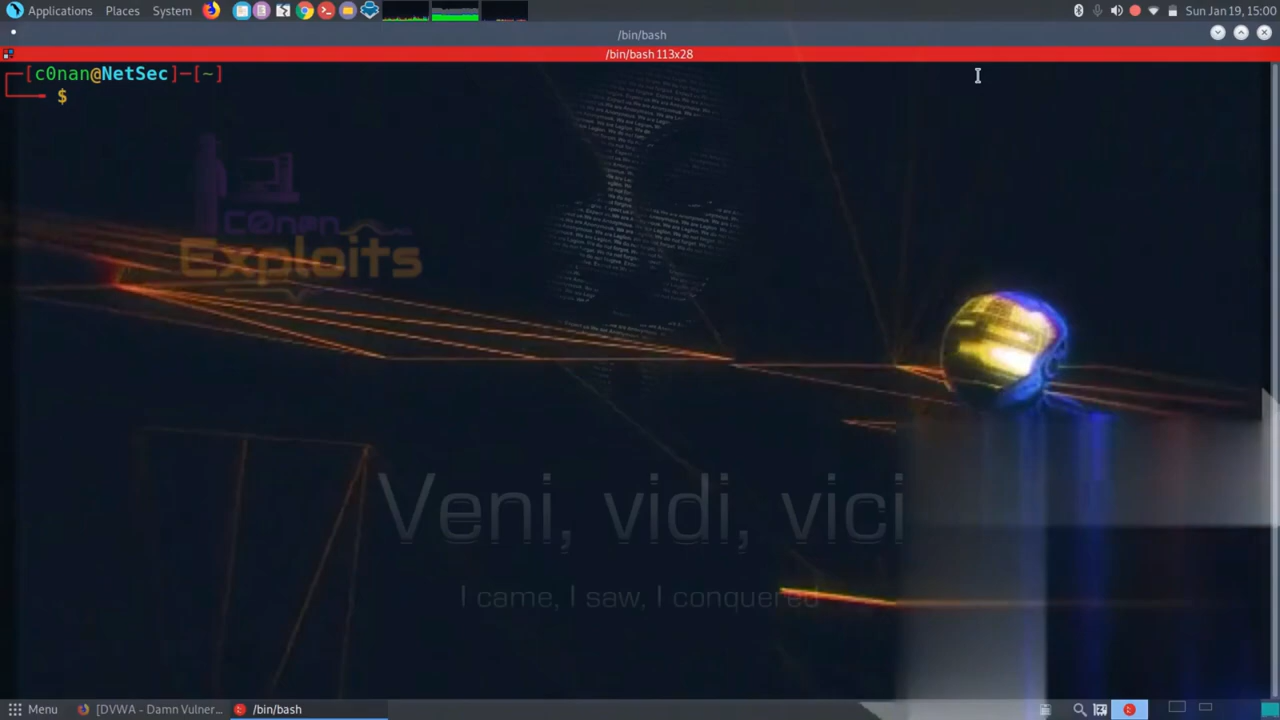 Applications Places System Sun Jan 19, 15:00
/bin/bash
/bin/bash 113x28
[c0nan@NetSec]-[~]
$
C0nan
Exploits
Veni, vidi, vici
I came, I saw, I conquered
Menu [DVWA - Damn Vulner... /bin/bash